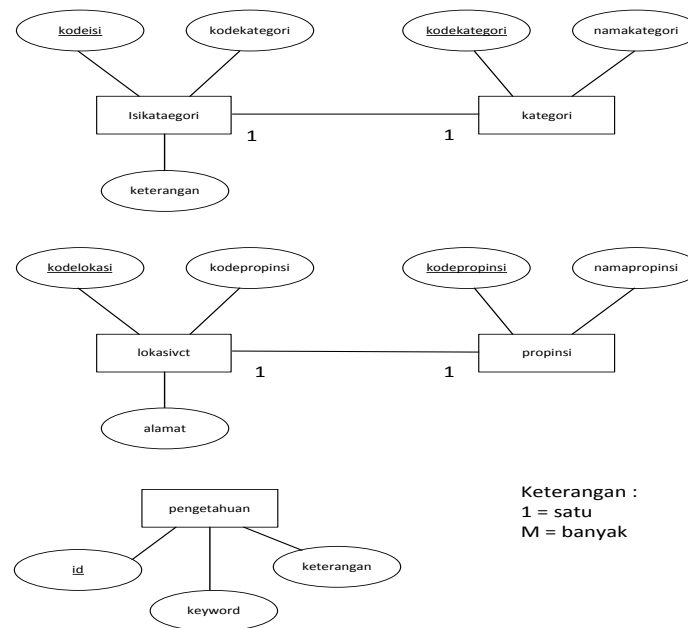 kodeisi
kodekategori
kodekategori
namakategori
Isikataegori
kategori
1
1
keterangan
kodelokasi
kodepropinsi
kodepropinsi
namapropinsi
lokasivct
propinsi
1
1
alamat
pengetahuan
Keterangan :
1 = satu
M = banyak
id
keterangan
keyword